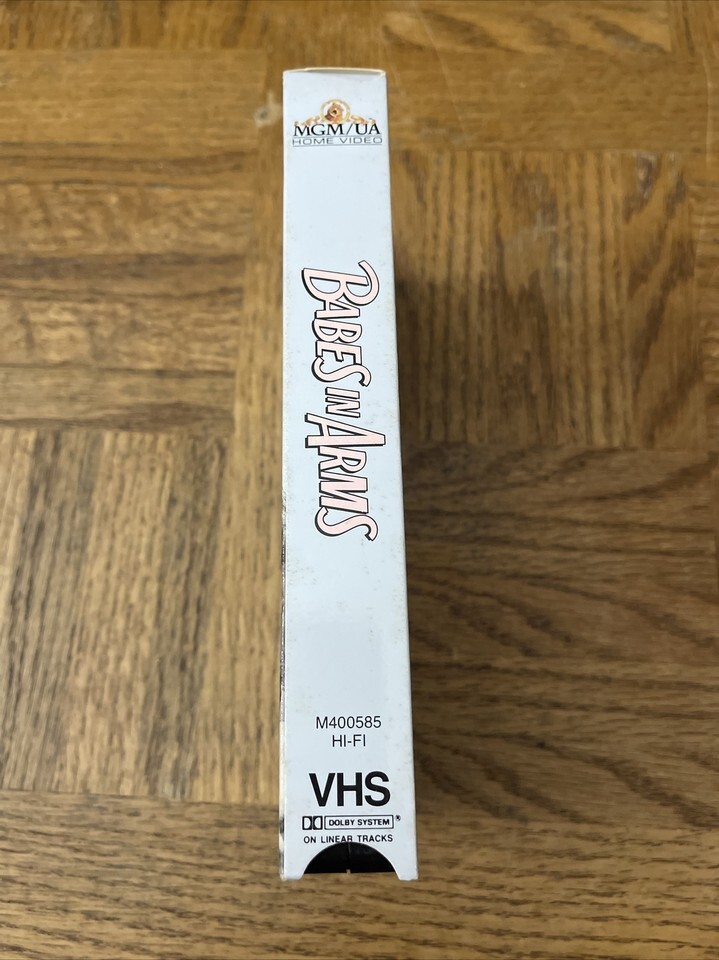 MGM/UA
HOME VIDEO
BABES IN ARMS
M400585
HI-FI
VHS
DOLBY SYSTEM®
ON LINEAR TRACKS